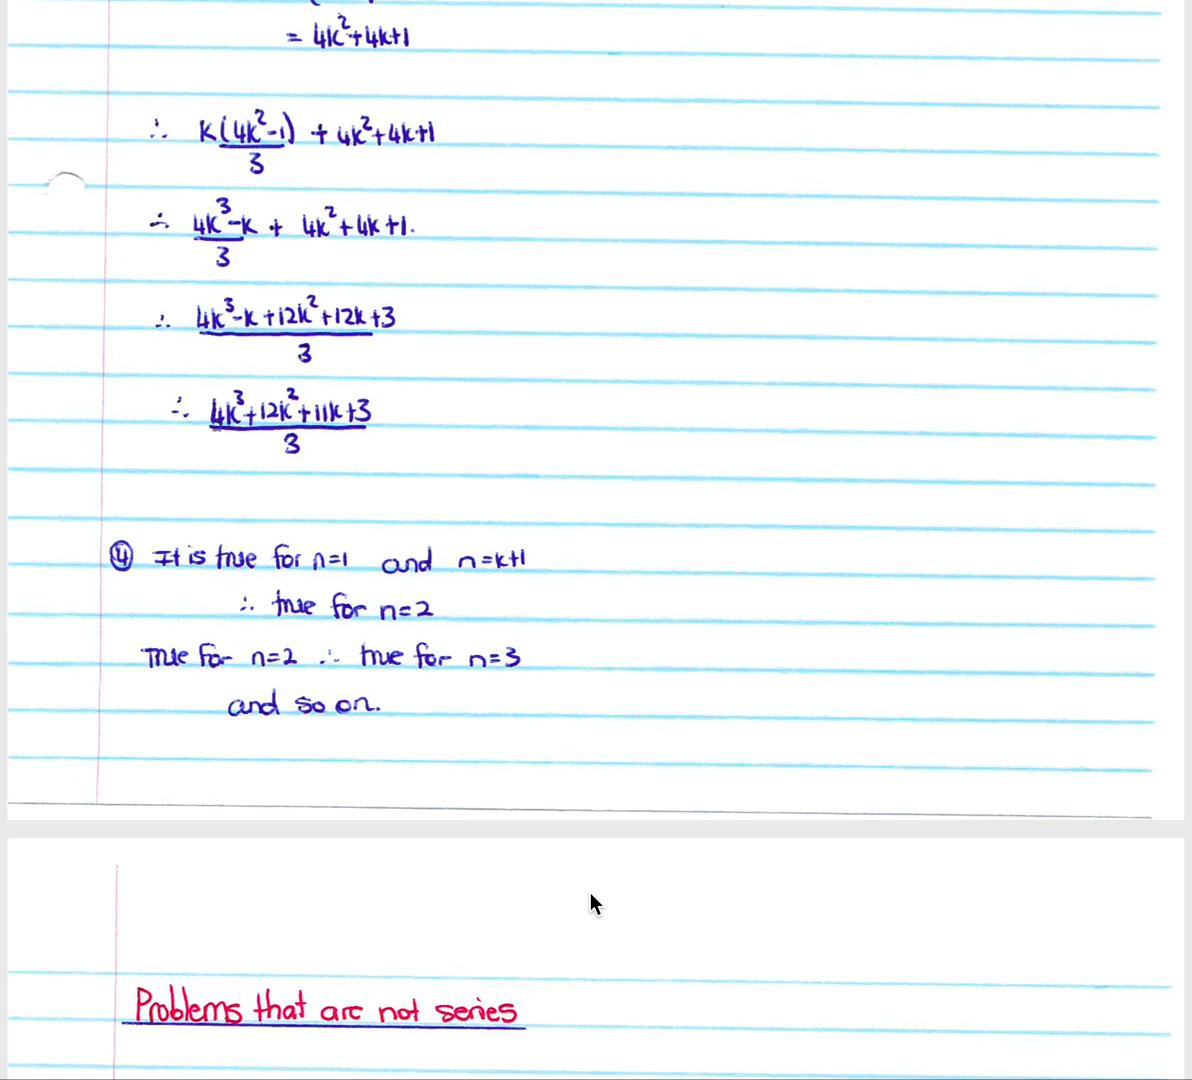 = 4k²+4k+1
∴ k(4k²-1)/3 + 4k²+4k+1
∴ 4k³-k/3 + 4k²+4k+1.
∴ 4k³-k+12k²+12k+3/3
∴ 4k³+12k²+11k+3/3
④ It is true for n=1 and n=k+1
∴ true for n=2
True for n=2 ∴ true for n=3
and so on.
Problems that are not series